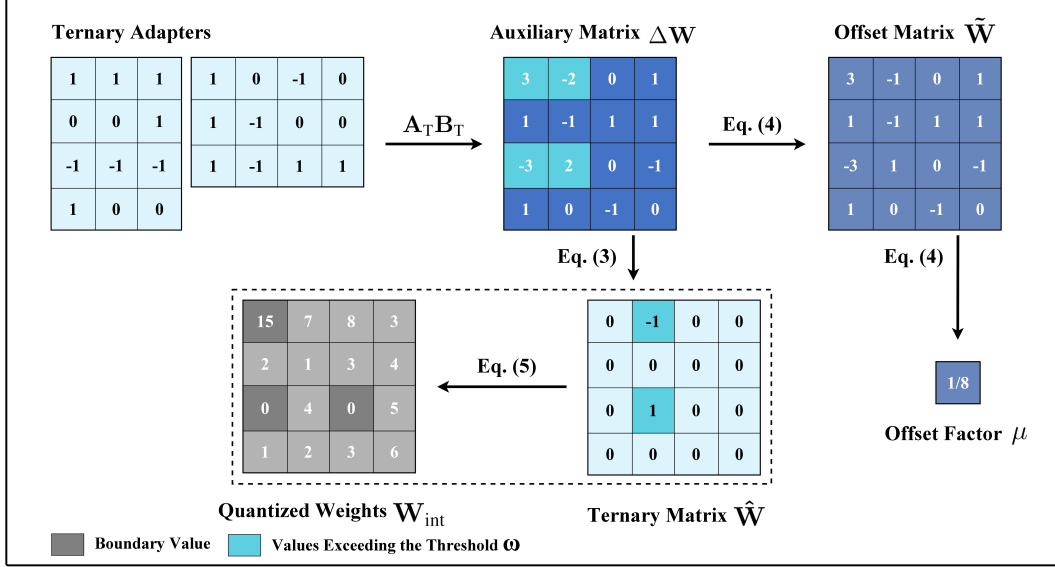 Ternary Adapters
Auxiliary Matrix ΔW
Offset Matrix W̃
1 1 1
0 0 1
-1 -1 -1
1 0 0
1 0 -1 0
1 -1 0 0
1 -1 1 1
A_T B_T
3 -2 0 1
1 -1 1 1
-3 2 0 -1
1 0 -1 0
Eq. (4)
3 -1 0 1
1 -1 1 1
-3 1 0 -1
1 0 -1 0
Eq. (3)
Eq. (4)
15 7 8 3
2 1 3 4
0 4 0 5
1 2 3 6
Eq. (5)
0 -1 0 0
0 0 0 0
0 1 0 0
0 0 0 0
1/8
Offset Factor μ
Quantized Weights W_int
Ternary Matrix Ŵ
Boundary Value
Values Exceeding the Threshold ω